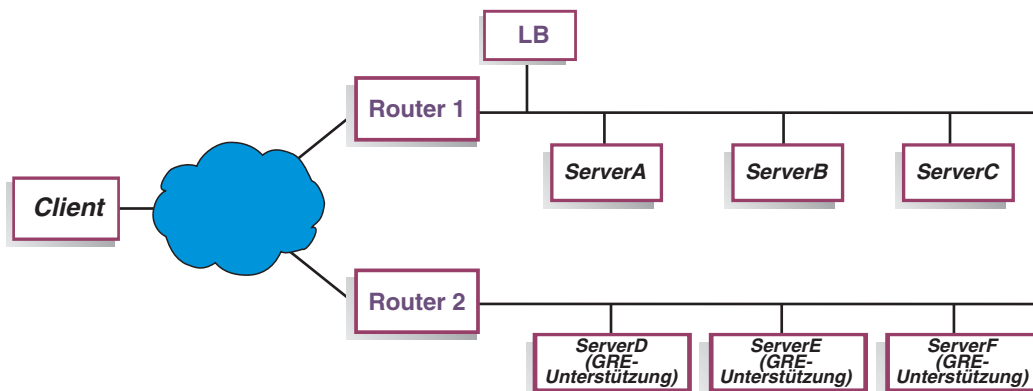 LB
Router 1
ServerA
ServerB
ServerC
Client
Router 2
ServerD
(GRE-
Unterstützung)
ServerE
(GRE-
Unterstützung)
ServerF
(GRE-
Unterstützung)